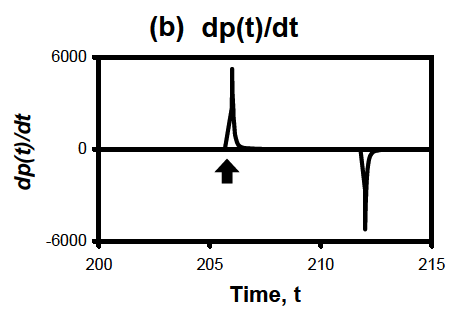 (b) dp(t)/dt
6000
0
-6000
dp(t)/dt
200 205 210 215
Time, t